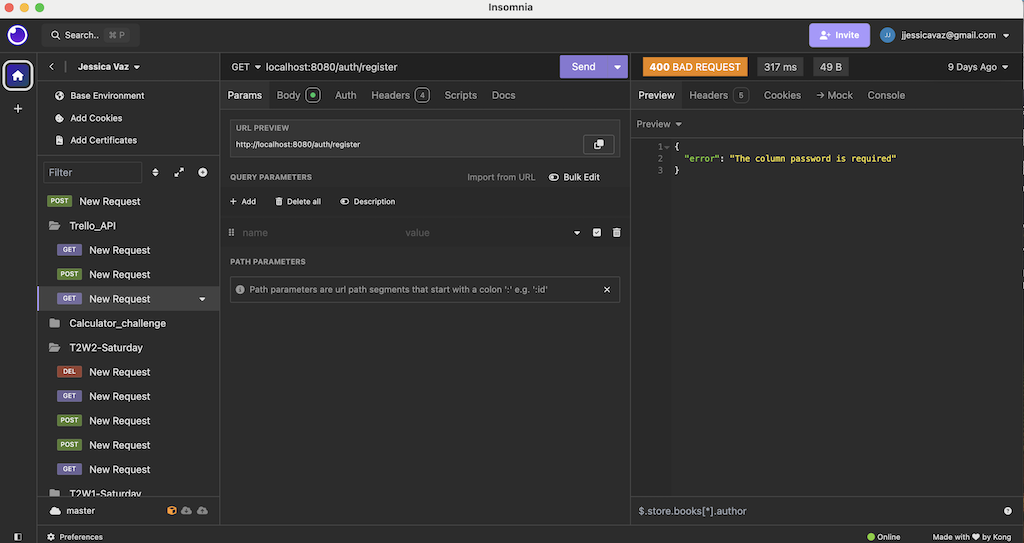 Insomnia
Search.. ⌘ P
Invite
JJ
jjessicavaz@gmail.com
Jessica Vaz
Base Environment
Add Cookies
Add Certificates
Filter
POST New Request
Trello_API
GET New Request
POST New Request
GET New Request
Calculator_challenge
T2W2-Saturday
DEL New Request
GET New Request
POST New Request
POST New Request
GET New Request
T2W1-Saturday
master
GET localhost:8080/auth/register
Send
Params Body Auth Headers 4 Scripts Docs
URL PREVIEW
http://localhost:8080/auth/register
QUERY PARAMETERS Import from URL Bulk Edit
+ Add Delete all Description
name value
PATH PARAMETERS
Path parameters are url path segments that start with a colon ':' e.g. ':id'
400 BAD REQUEST 317 ms 49 B 9 Days Ago
Preview Headers 5 Cookies → Mock Console
Preview
1 {
2 "error": "The column password is required"
3 }
$.store.books[*].author
Preferences
Online
Made with ♥ by Kong